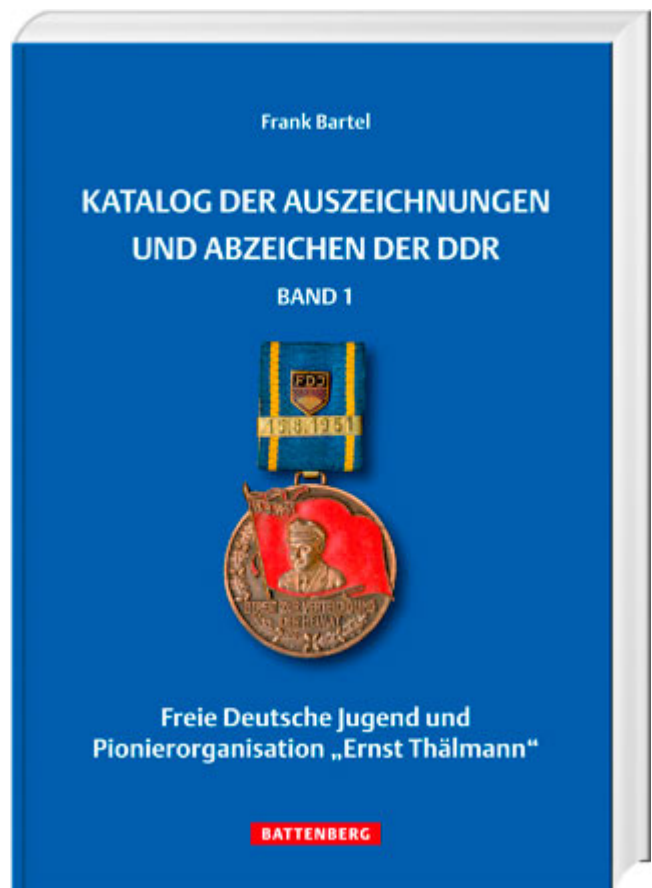 Frank Bartel
KATALOG DER AUSZEICHNUNGEN
UND ABZEICHEN DER DDR
BAND 1
FDJ
Freie Deutsche Jugend und
Pionierorganisation „Ernst Thälmann“
BATTENBERG